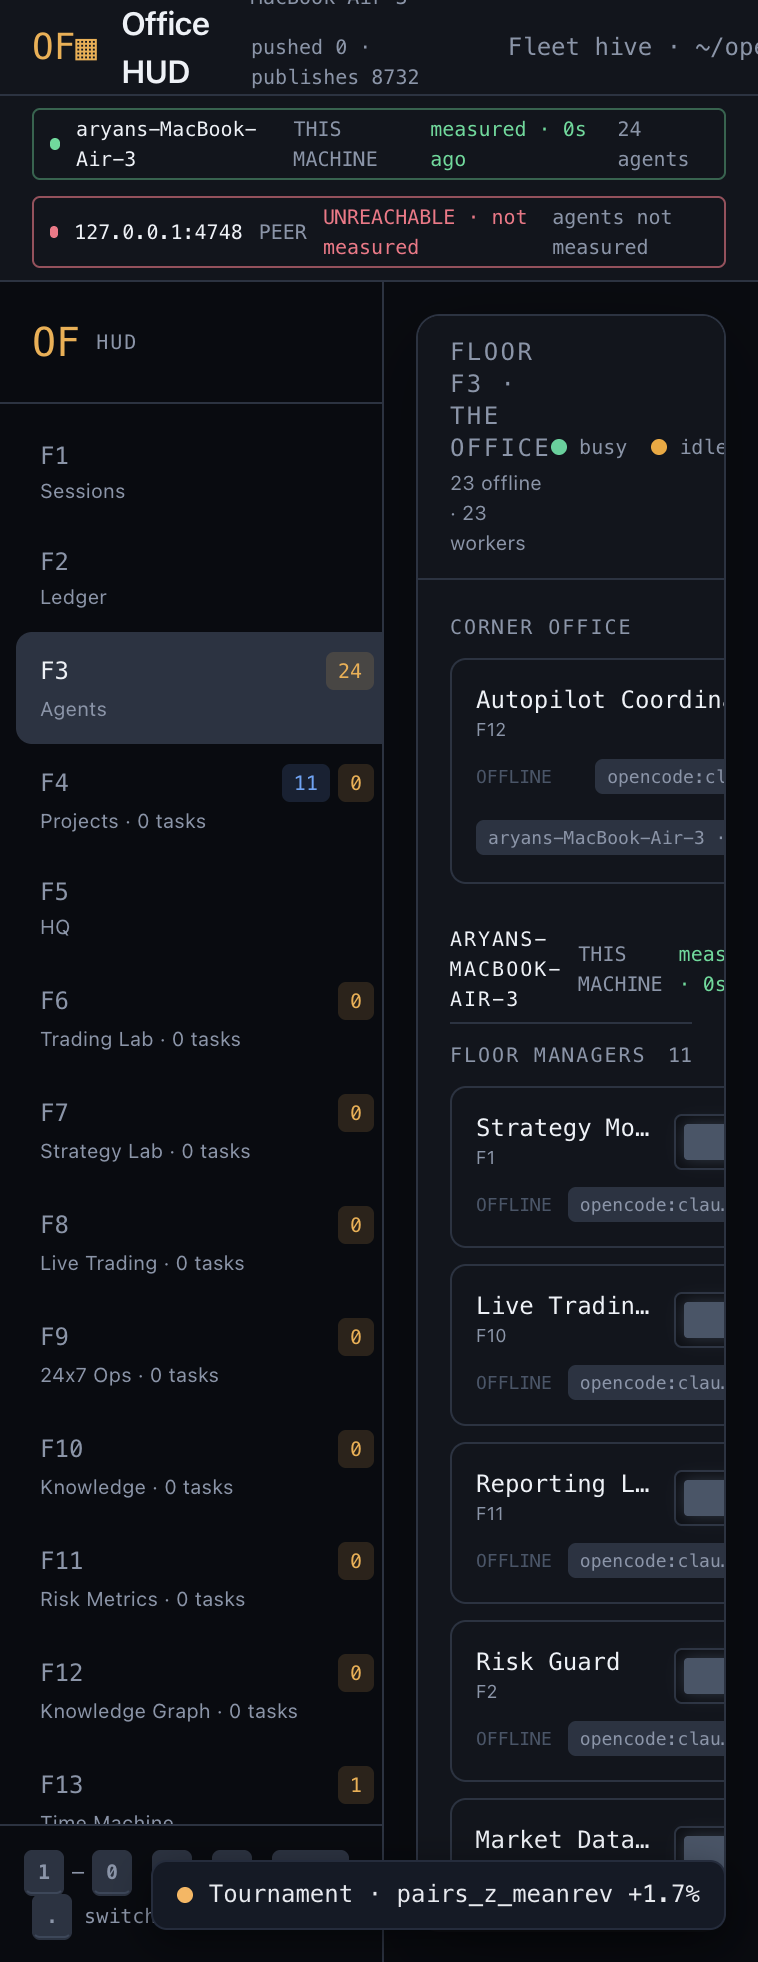 OF▦
Office
HUD
MacBook-Air-3
pushed 0 ·
publishes 8732
Fleet hive · ~/ope
aryans-MacBook-
Air-3
THIS
MACHINE
measured · 0s
ago
24
agents
127.0.0.1:4748
PEER
UNREACHABLE · not
measured
agents not
measured
OF HUD
F1
Sessions
F2
Ledger
F3 24
Agents
F4 11 0
Projects · 0 tasks
F5
HQ
F6 0
Trading Lab · 0 tasks
F7 0
Strategy Lab · 0 tasks
F8 0
Live Trading · 0 tasks
F9 0
24x7 Ops · 0 tasks
F10 0
Knowledge · 0 tasks
F11 0
Risk Metrics · 0 tasks
F12 0
Knowledge Graph · 0 tasks
F13 1
Time Machine
1 – 0
. switch
FLOOR
F3 ·
THE
OFFICE
busy idle
23 offline
· 23
workers
CORNER OFFICE
Autopilot Coordina
F12
OFFLINE opencode:cl
aryans-MacBook-Air-3 ·
ARYANS-
MACBOOK-
AIR-3
THIS
MACHINE
meas
· 0s
FLOOR MANAGERS 11
Strategy Mo…
F1
OFFLINE opencode:clau…
Live Tradin…
F10
OFFLINE opencode:clau…
Reporting L…
F11
OFFLINE opencode:clau…
Risk Guard
F2
OFFLINE opencode:clau…
Market Data…
Tournament · pairs_z_meanrev +1.7%